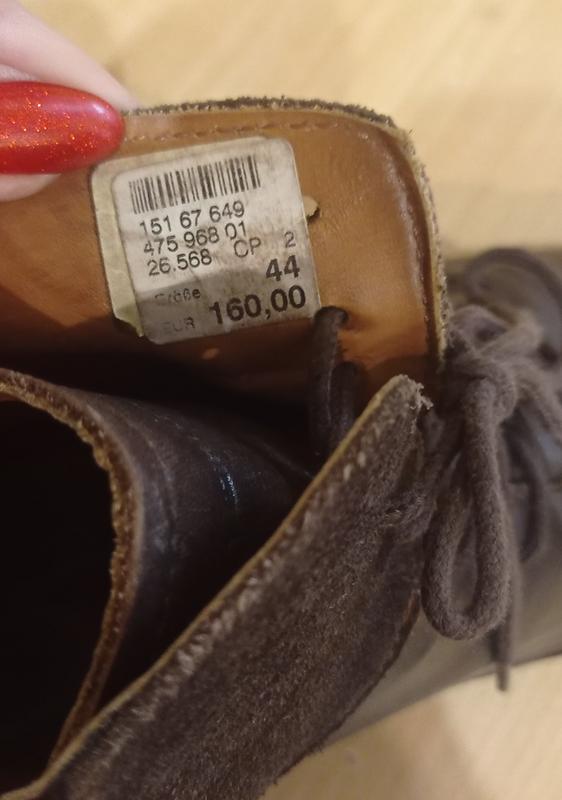 151 67 649
475 968 01
26.568 CP 2
Größe 44
EUR 160,00